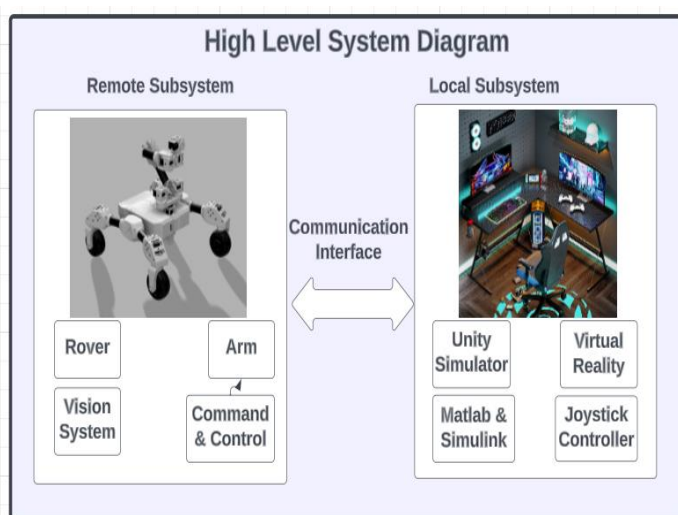 High Level System Diagram
Remote Subsystem
Local Subsystem
Communication
Interface
Rover
Arm
Vision
System
Command
& Control
Unity
Simulator
Virtual
Reality
Matlab &
Simulink
Joystick
Controller